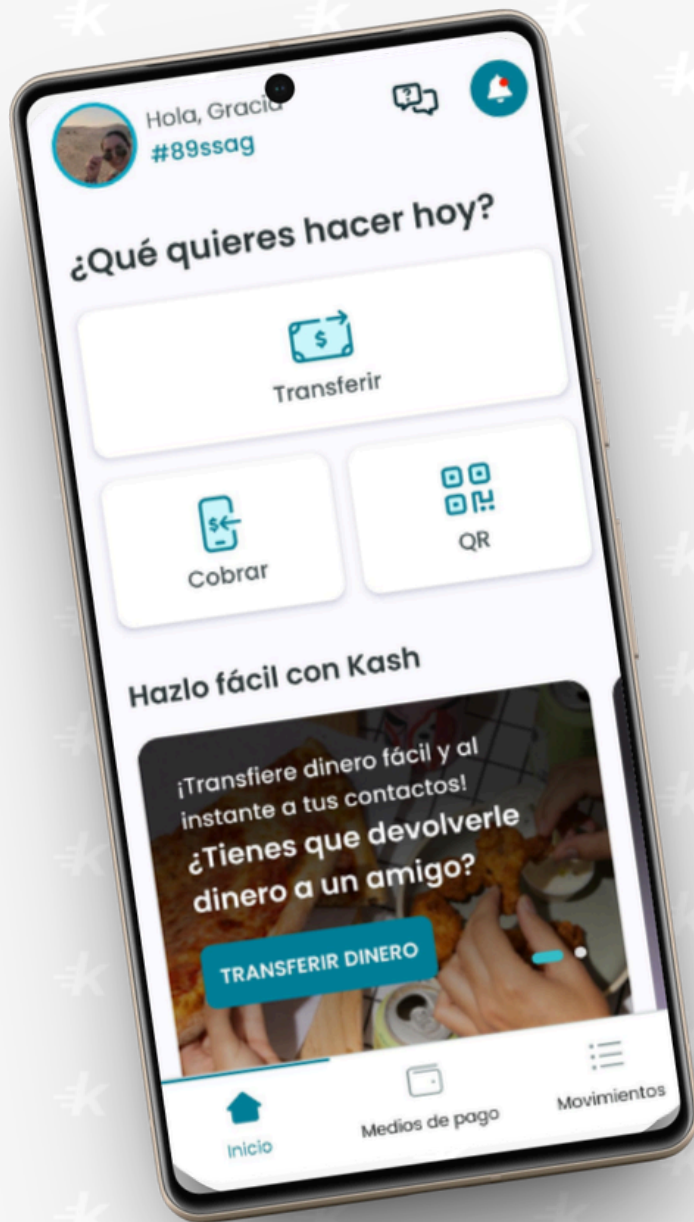 Hola, Gracia
#89ssag
¿Qué quieres hacer hoy?
Transferir
Cobrar
QR
Hazlo fácil con Kash
¡Transfiere dinero fácil y al
instante a tus contactos!
¿Tienes que devolverle
dinero a un amigo?
TRANSFERIR DINERO
Inicio
Medios de pago
Movimientos